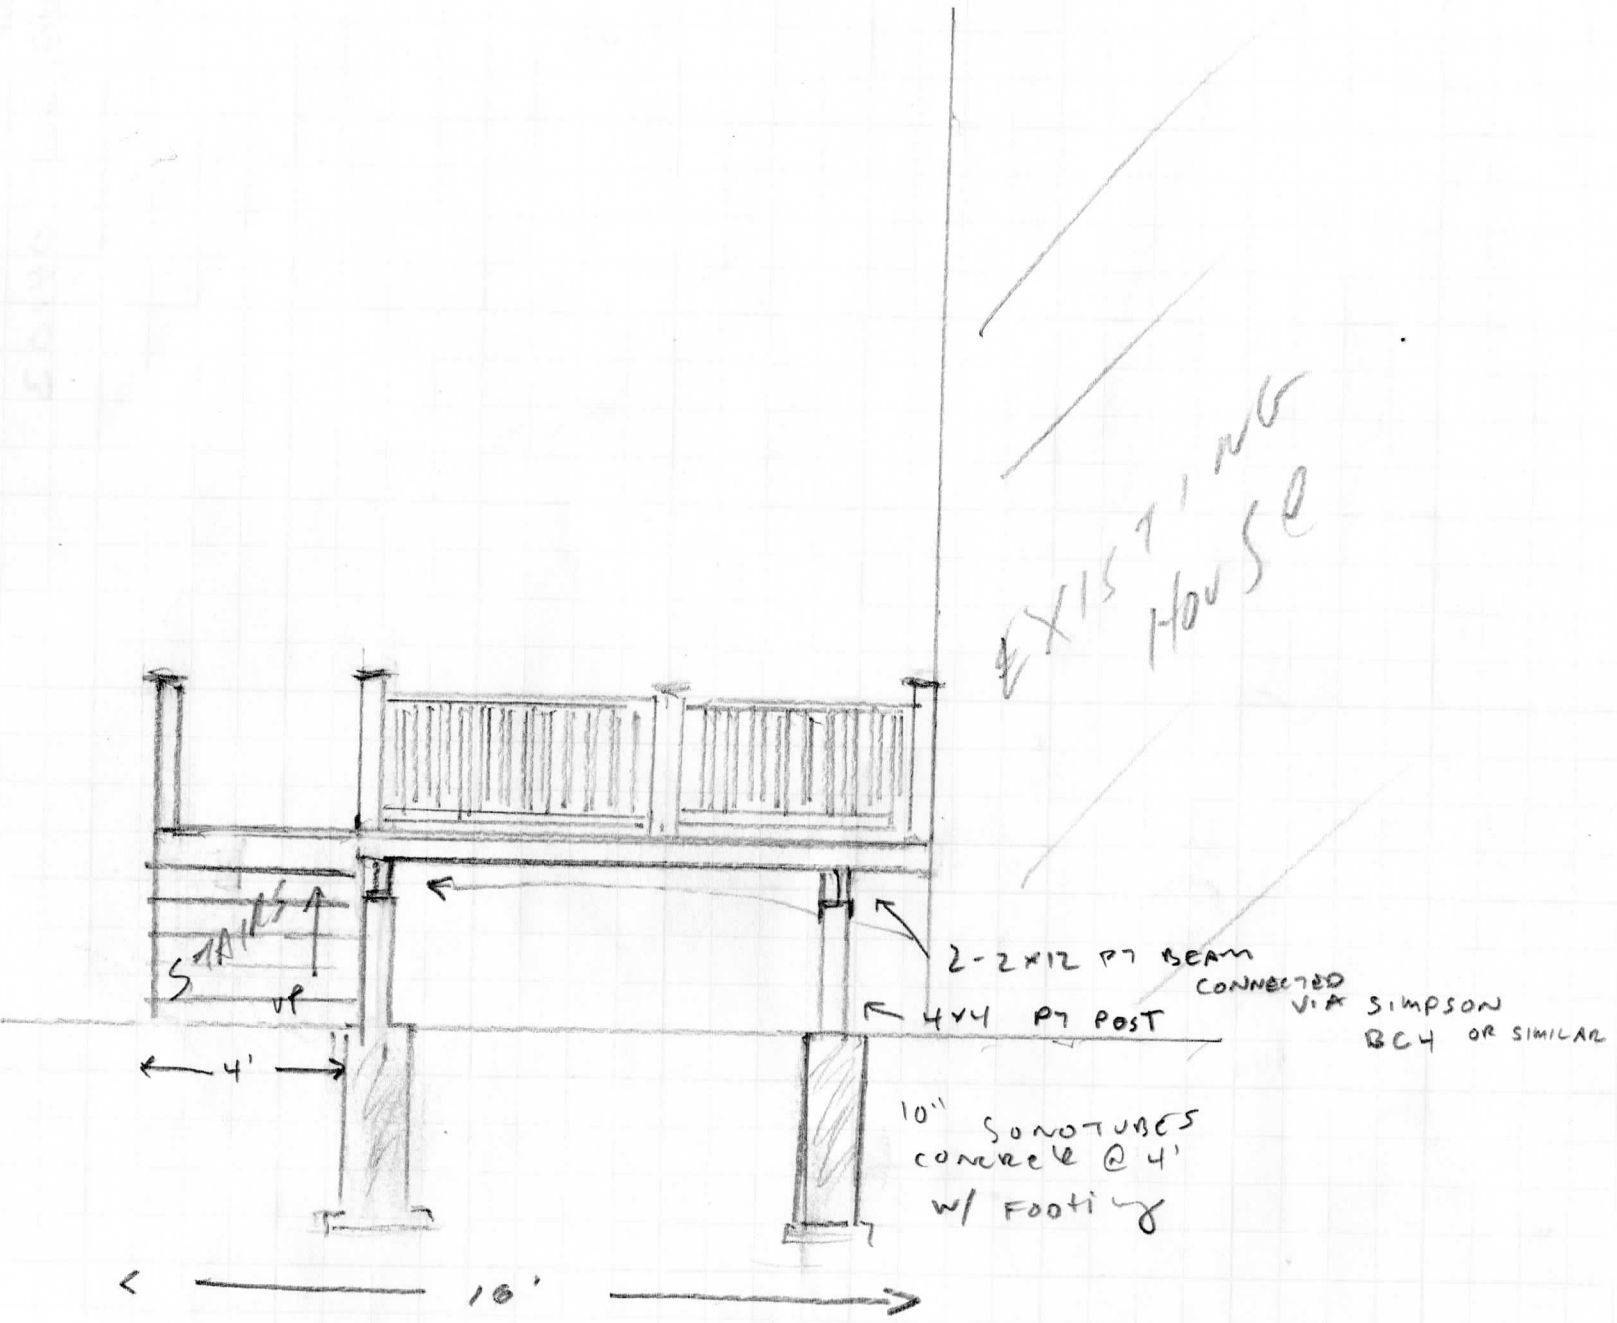 EXISTING
HOUSE
STAIRS
UP
2-2x12 PT BEAM
CONNECTED
VIA SIMPSON
BC4 OR SIMILAR
4x4 PT POST
4'
10" SONOTUBES
CONCRETE @ 4'
W/ FOOTING
16'